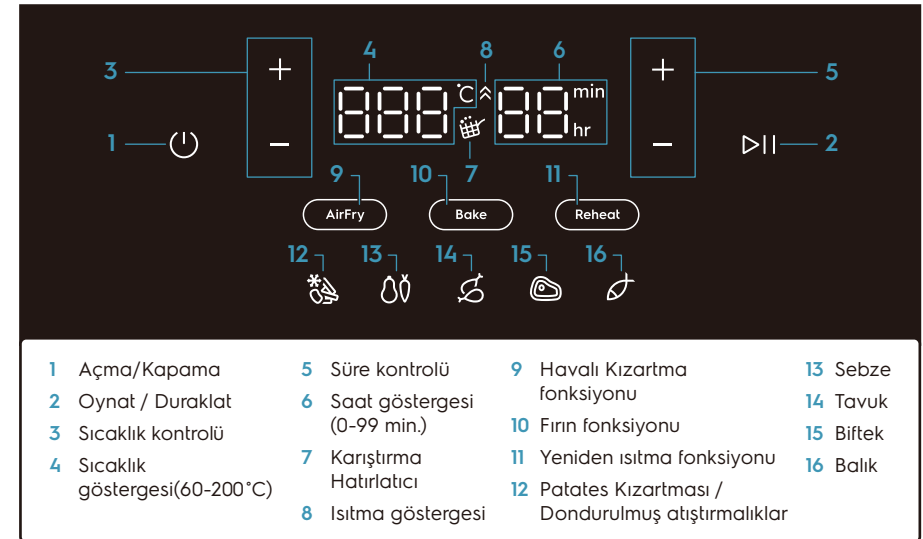 4
8
6
3
5
888
°C
88
min
hr
1
2
9
10
7
11
AirFry
Bake
Reheat
12
13
14
15
16
1 Açma/Kapama
2 Oynat / Duraklat
3 Sıcaklık kontrolü
4 Sıcaklık
göstergesi(60-200˚C)
5 Süre kontrolü
6 Saat göstergesi
(0-99 min.)
7 Karıştırma
Hatırlatıcı
8 Isıtma göstergesi
9 Havalı Kızartma
fonksiyonu
10 Fırın fonksiyonu
11 Yeniden ısıtma fonksiyonu
12 Patates Kızartması /
Dondurulmuş atıştırmalıklar
13 Sebze
14 Tavuk
15 Biftek
16 Balık